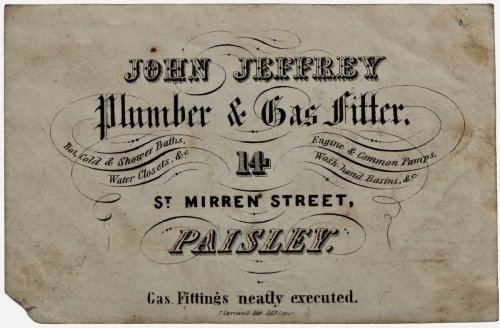 JOHN JEFFREY
Plumber & Gas Fitter.
Hot, Cold & Shower Baths,
Water Closets, &c
14
Engine & Common Pumps,
Wash-hand Basins, &c
ST MIRREN STREET,
PAISLEY.
Gas Fittings neatly executed.